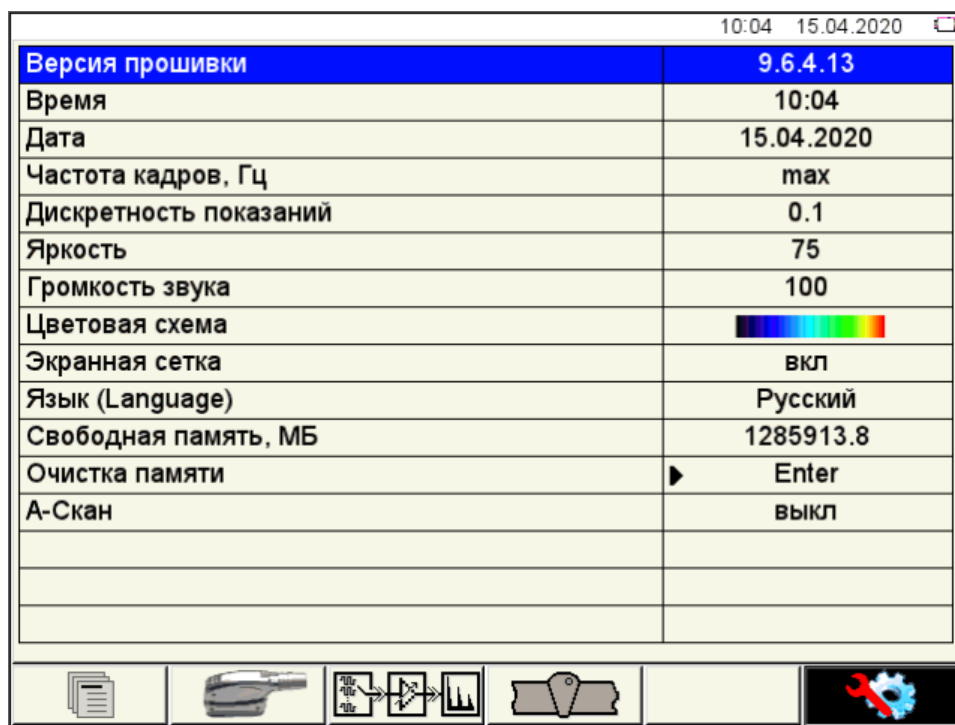 10:04 15.04.2020
Версия прошивки 9.6.4.13
Время 10:04
Дата 15.04.2020
Частота кадров, Гц max
Дискретность показаний 0.1
Яркость 75
Громкость звука 100
Цветовая схема
Экранная сетка вкл
Язык (Language) Русский
Свободная память, МБ 1285913.8
Очистка памяти Enter
А-Скан выкл